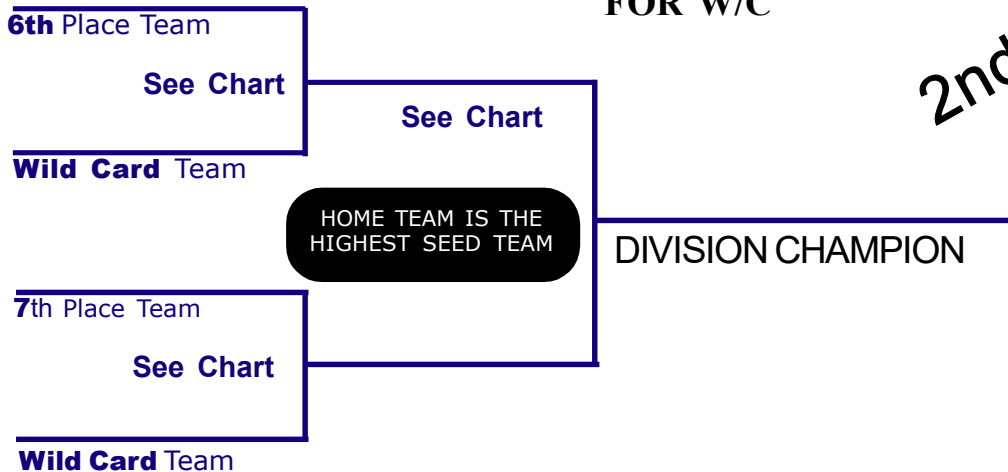 FOR W/C
6th Place Team
2nd
See Chart
See Chart
Wild Card Team
HOME TEAM IS THE
HIGHEST SEED TEAM
DIVISION CHAMPION
7th Place Team
See Chart
Wild Card Team